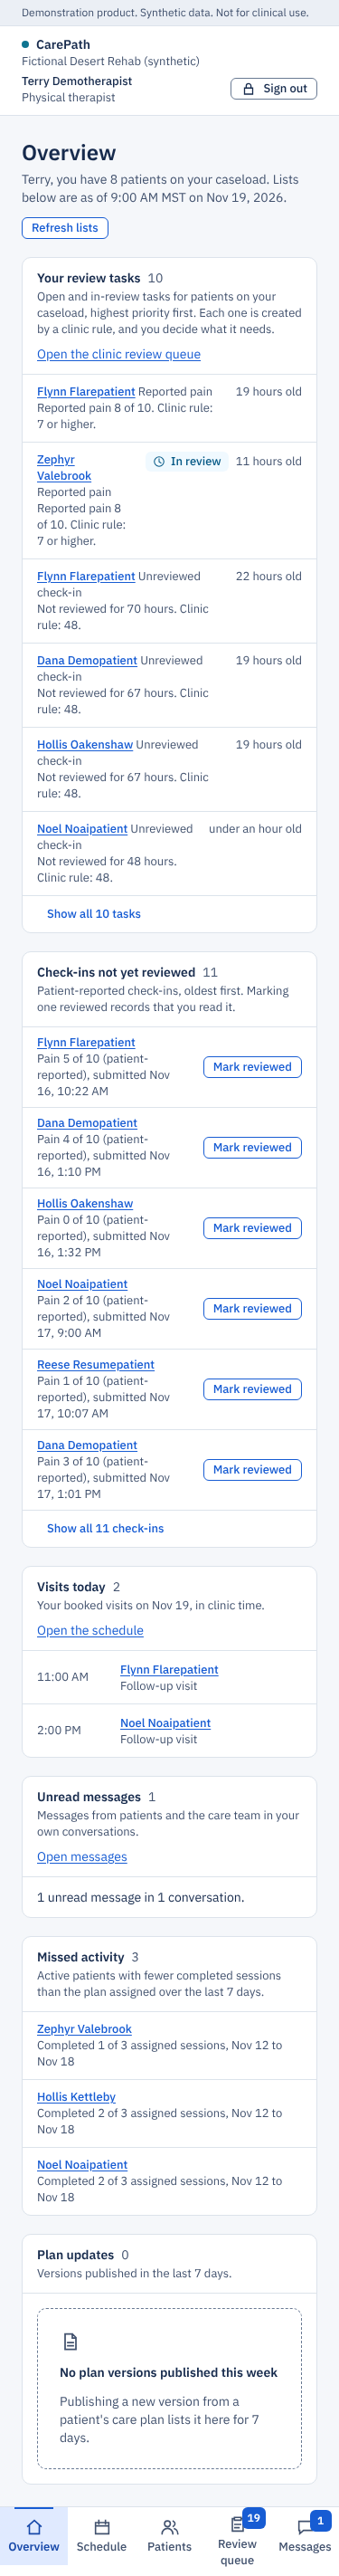 Demonstration product. Synthetic data. Not for clinical use.
CarePath
Fictional Desert Rehab (synthetic)
Terry Demotherapist
Physical therapist
Sign out
Overview
Terry, you have 8 patients on your caseload. Lists
below are as of 9:00 AM MST on Nov 19, 2026.
Refresh lists
Your review tasks 10
Open and in-review tasks for patients on your
caseload, highest priority first. Each one is created
by a clinic rule, and you decide what it needs.
Open the clinic review queue
Flynn Flarepatient Reported pain 19 hours old
Reported pain 8 of 10. Clinic rule:
7 or higher.
Zephyr In review 11 hours old
Valebrook
Reported pain
Reported pain 8
of 10. Clinic rule:
7 or higher.
Flynn Flarepatient Unreviewed 22 hours old
check-in
Not reviewed for 70 hours. Clinic
rule: 48.
Dana Demopatient Unreviewed 19 hours old
check-in
Not reviewed for 67 hours. Clinic
rule: 48.
Hollis Oakenshaw Unreviewed 19 hours old
check-in
Not reviewed for 67 hours. Clinic
rule: 48.
Noel Noaipatient Unreviewed under an hour old
check-in
Not reviewed for 48 hours.
Clinic rule: 48.
Show all 10 tasks
Check-ins not yet reviewed 11
Patient-reported check-ins, oldest first. Marking
one reviewed records that you read it.
Flynn Flarepatient
Pain 5 of 10 (patient-
reported), submitted Nov
16, 10:22 AM
Mark reviewed
Dana Demopatient
Pain 4 of 10 (patient-
reported), submitted Nov
16, 1:10 PM
Mark reviewed
Hollis Oakenshaw
Pain 0 of 10 (patient-
reported), submitted Nov
16, 1:32 PM
Mark reviewed
Noel Noaipatient
Pain 2 of 10 (patient-
reported), submitted Nov
17, 9:00 AM
Mark reviewed
Reese Resumepatient
Pain 1 of 10 (patient-
reported), submitted Nov
17, 10:07 AM
Mark reviewed
Dana Demopatient
Pain 3 of 10 (patient-
reported), submitted Nov
17, 1:01 PM
Mark reviewed
Show all 11 check-ins
Visits today 2
Your booked visits on Nov 19, in clinic time.
Open the schedule
11:00 AM Flynn Flarepatient
Follow-up visit
2:00 PM Noel Noaipatient
Follow-up visit
Unread messages 1
Messages from patients and the care team in your
own conversations.
Open messages
1 unread message in 1 conversation.
Missed activity 3
Active patients with fewer completed sessions
than the plan assigned over the last 7 days.
Zephyr Valebrook
Completed 1 of 3 assigned sessions, Nov 12 to
Nov 18
Hollis Kettleby
Completed 2 of 3 assigned sessions, Nov 12 to
Nov 18
Noel Noaipatient
Completed 2 of 3 assigned sessions, Nov 12 to
Nov 18
Plan updates 0
Versions published in the last 7 days.
No plan versions published this week
Publishing a new version from a
patient's care plan lists it here for 7
days.
Overview
Schedule
Patients
19
Review
queue
1
Messages